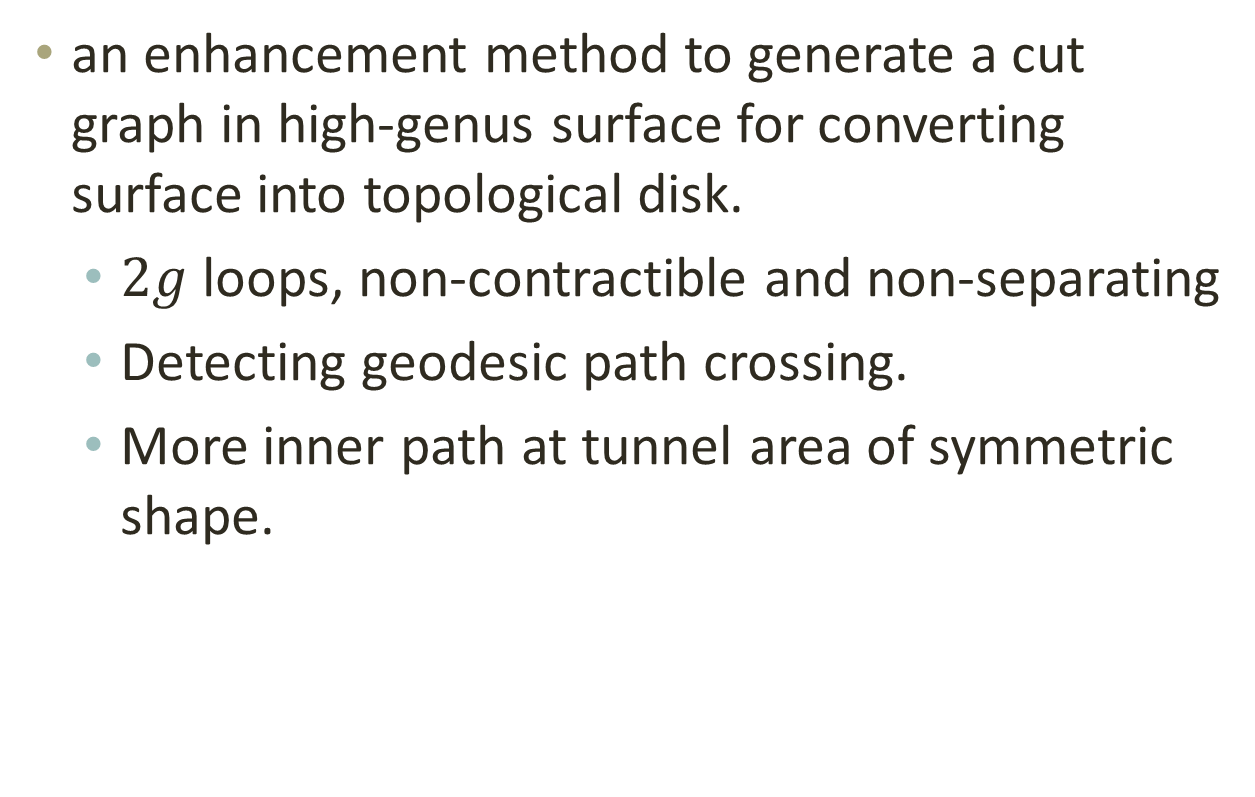 • an enhancement method to generate a cut
graph in high-genus surface for converting
surface into topological disk.
• 2g loops, non-contractible and non-separating
• Detecting geodesic path crossing.
• More inner path at tunnel area of symmetric
shape.